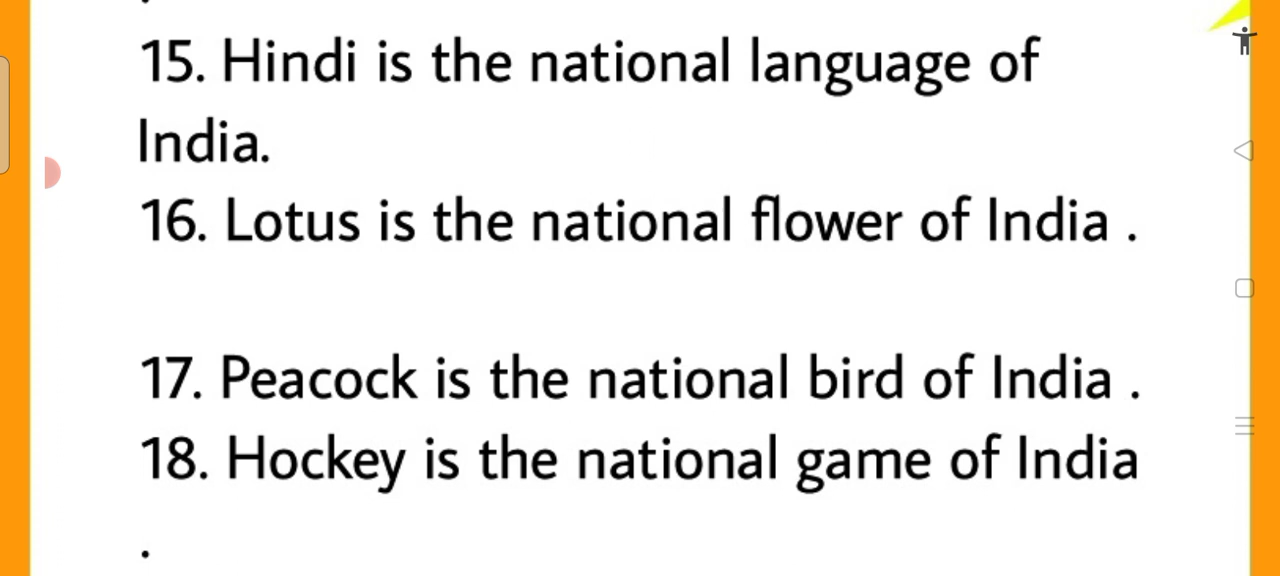 15. Hindi is the national language of
India.
16. Lotus is the national flower of India .
17. Peacock is the national bird of India .
18. Hockey is the national game of India
.